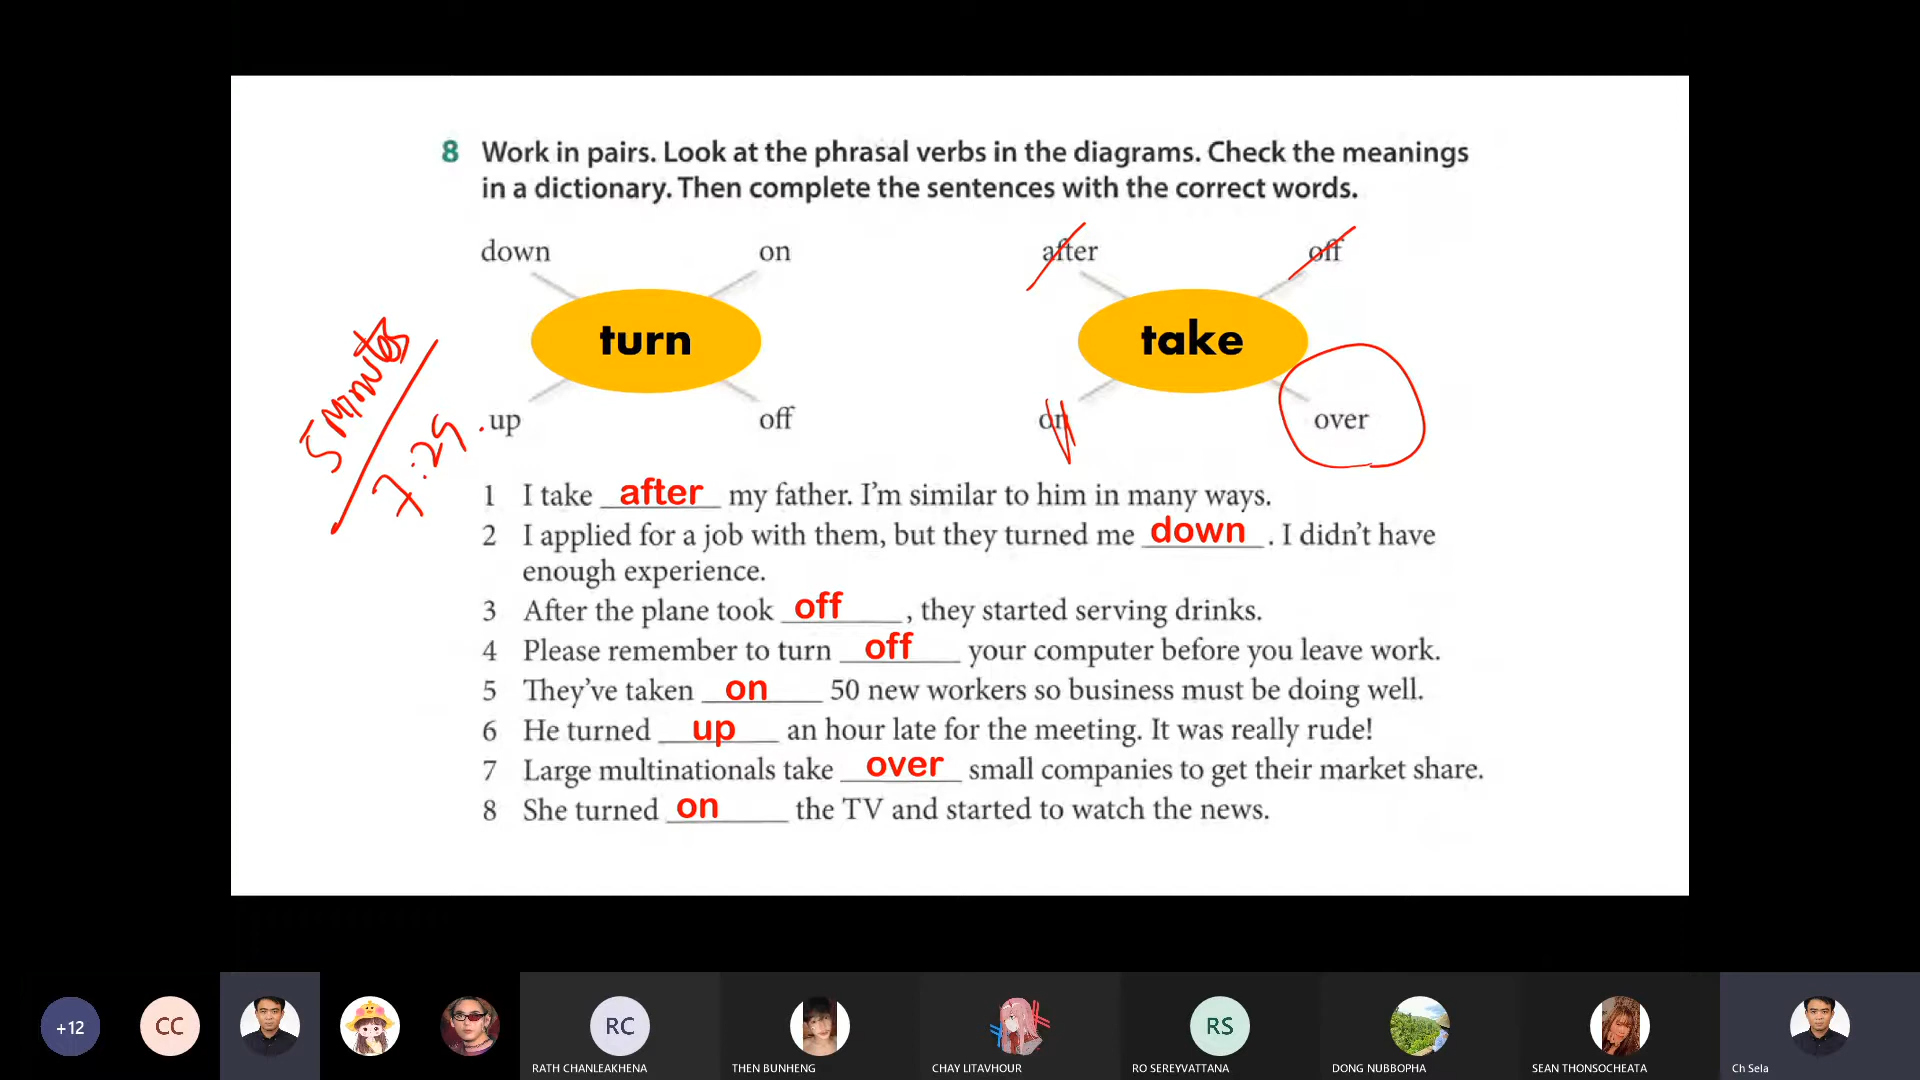 8 Work in pairs. Look at the phrasal verbs in the diagrams. Check the meanings
in a dictionary. Then complete the sentences with the correct words.
down on
turn
up off
after off
take
on over
5 Minutes
7:29
1 I take after my father. I’m similar to him in many ways.
2 I applied for a job with them, but they turned me down. I didn’t have
enough experience.
3 After the plane took off, they started serving drinks.
4 Please remember to turn off your computer before you leave work.
5 They’ve taken on 50 new workers so business must be doing well.
6 He turned up an hour late for the meeting. It was really rude!
7 Large multinationals take over small companies to get their market share.
8 She turned on the TV and started to watch the news.
+12
CC
RC
RATH CHANLEAKHENA
THEN BUNHENG
CHAY LITAVHOUR
RS
RO SEREYVATTANA
DONG NUBBOPHA
SEAN THONSOCHEATA
Ch Sela